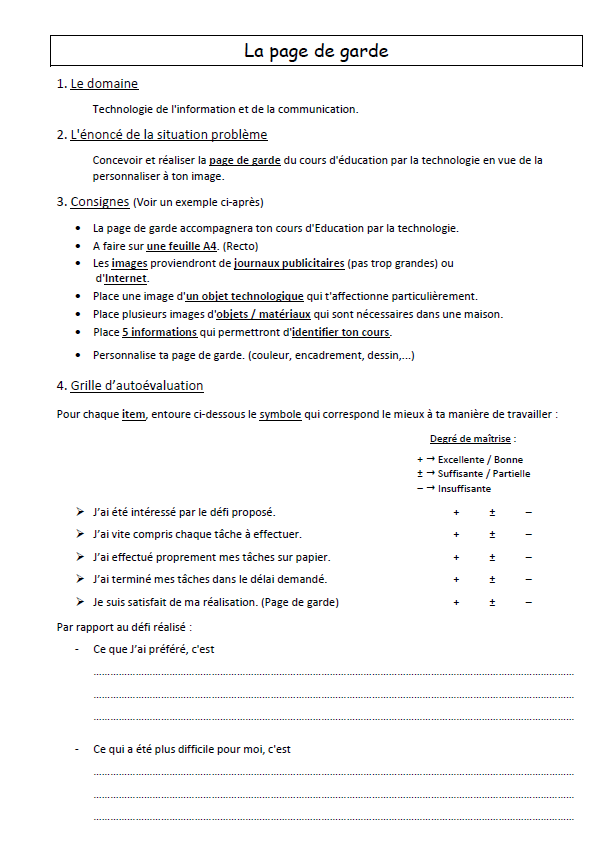 La page de garde
1. Le domaine
Technologie de l'information et de la communication.
2. L'énoncé de la situation problème
Concevoir et réaliser la page de garde du cours d'éducation par la technologie en vue de la
personnaliser à ton image.
3. Consignes (Voir un exemple ci-après)
• La page de garde accompagnera ton cours d'Education par la technologie.
• A faire sur une feuille A4. (Recto)
• Les images proviendront de journaux publicitaires (pas trop grandes) ou
d'Internet.
• Place une image d'un objet technologique qui t'affectionne particulièrement.
• Place plusieurs images d'objets / matériaux qui sont nécessaires dans une maison.
• Place 5 informations qui permettront d'identifier ton cours.
• Personnalise ta page de garde. (couleur, encadrement, dessin,...)
4. Grille d’autoévaluation
Pour chaque item, entoure ci-dessous le symbole qui correspond le mieux à ta manière de travailler :
Degré de maîtrise :
+ → Excellente / Bonne
± → Suffisante / Partielle
– → Insuffisante
➢ J’ai été intéressé par le défi proposé. + ± –
➢ J’ai vite compris chaque tâche à effectuer. + ± –
➢ J’ai effectué proprement mes tâches sur papier. + ± –
➢ J’ai terminé mes tâches dans le délai demandé. + ± –
➢ Je suis satisfait de ma réalisation. (Page de garde) + ± –
Par rapport au défi réalisé :
- Ce que J’ai préféré, c'est
- Ce qui a été plus difficile pour moi, c'est